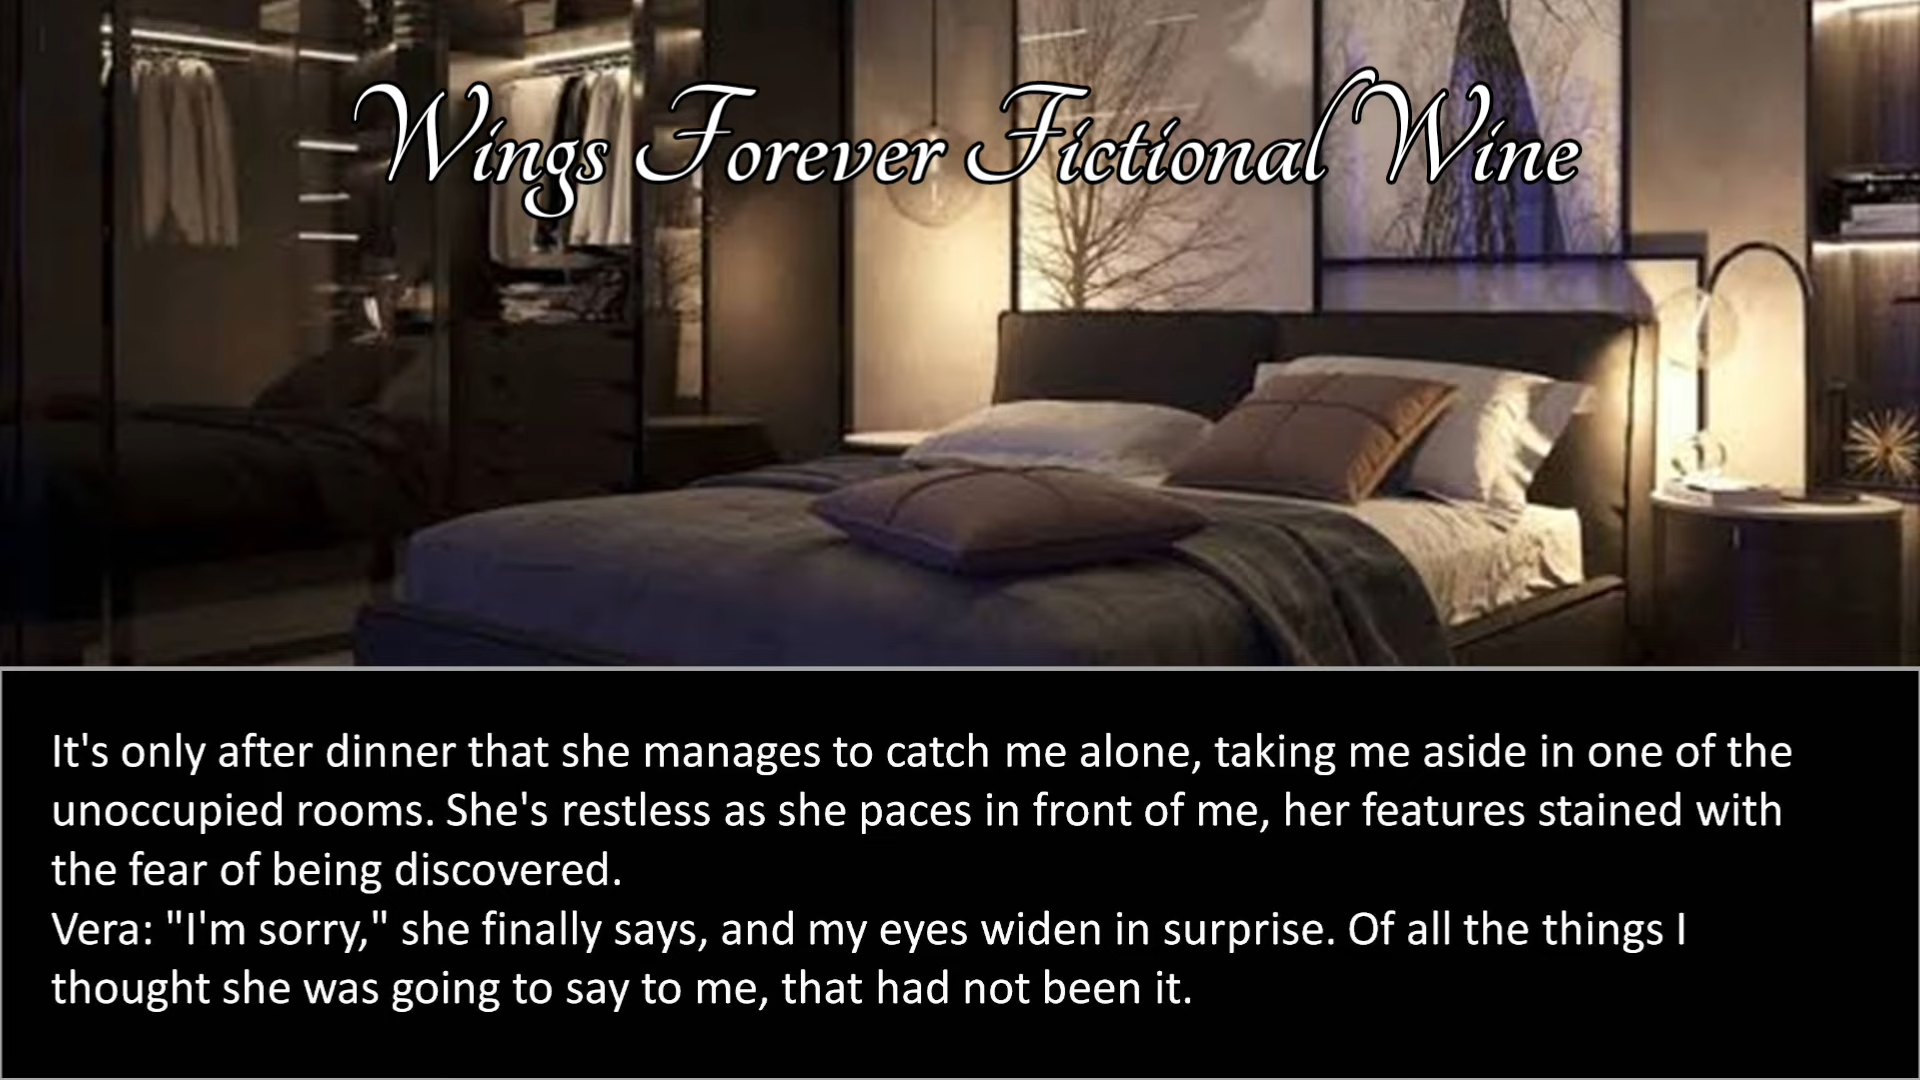 Wings Forever Fictional Wine
It's only after dinner that she manages to catch me alone, taking me aside in one of the
unoccupied rooms. She's restless as she paces in front of me, her features stained with
the fear of being discovered.
Vera: "I'm sorry," she finally says, and my eyes widen in surprise. Of all the things I
thought she was going to say to me, that had not been it.